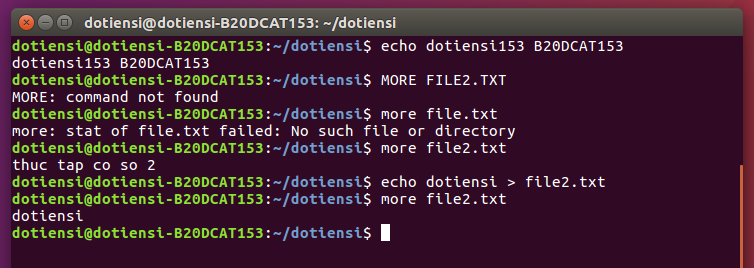 dotiensi@dotiensi-B20DCAT153: ~/dotiensi
dotiensi@dotiensi-B20DCAT153:~/dotiensi$ echo dotiensi153 B20DCAT153
dotiensi153 B20DCAT153
dotiensi@dotiensi-B20DCAT153:~/dotiensi$ MORE FILE2.TXT
MORE: command not found
dotiensi@dotiensi-B20DCAT153:~/dotiensi$ more file.txt
more: stat of file.txt failed: No such file or directory
dotiensi@dotiensi-B20DCAT153:~/dotiensi$ more file2.txt
thuc tap co so 2
dotiensi@dotiensi-B20DCAT153:~/dotiensi$ echo dotiensi > file2.txt
dotiensi@dotiensi-B20DCAT153:~/dotiensi$ more file2.txt
dotiensi
dotiensi@dotiensi-B20DCAT153:~/dotiensi$